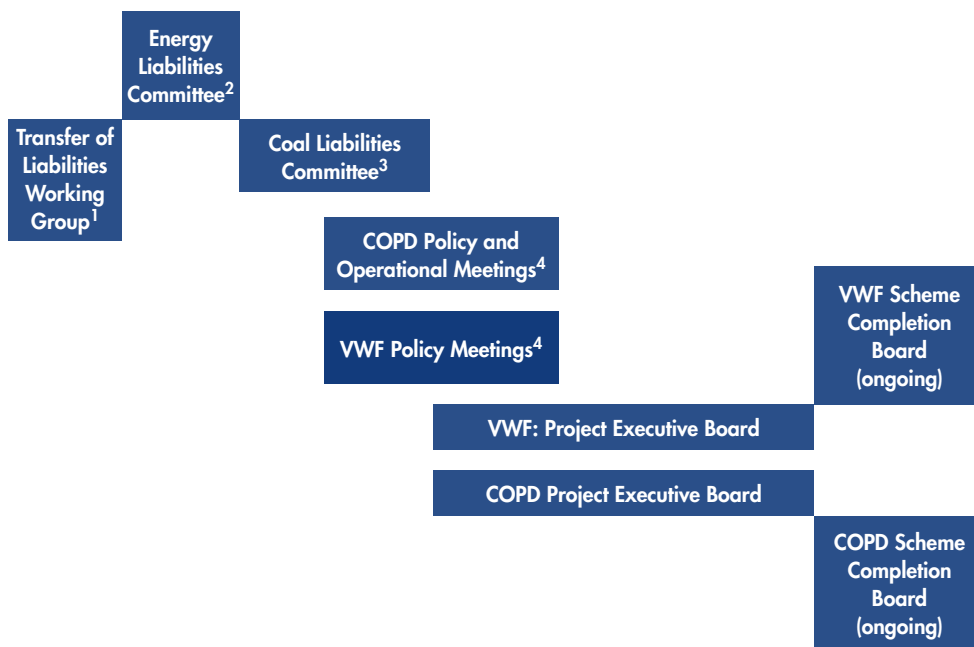 Energy
Liabilities
Committee2
Transfer of
Liabilities
Working
Group1
Coal Liabilities
Committee3
COPD Policy and
Operational Meetings4
VWF Policy Meetings4
VWF Scheme
Completion
Board
(ongoing)
VWF: Project Executive Board
COPD Project Executive Board
COPD Scheme
Completion
Board
(ongoing)